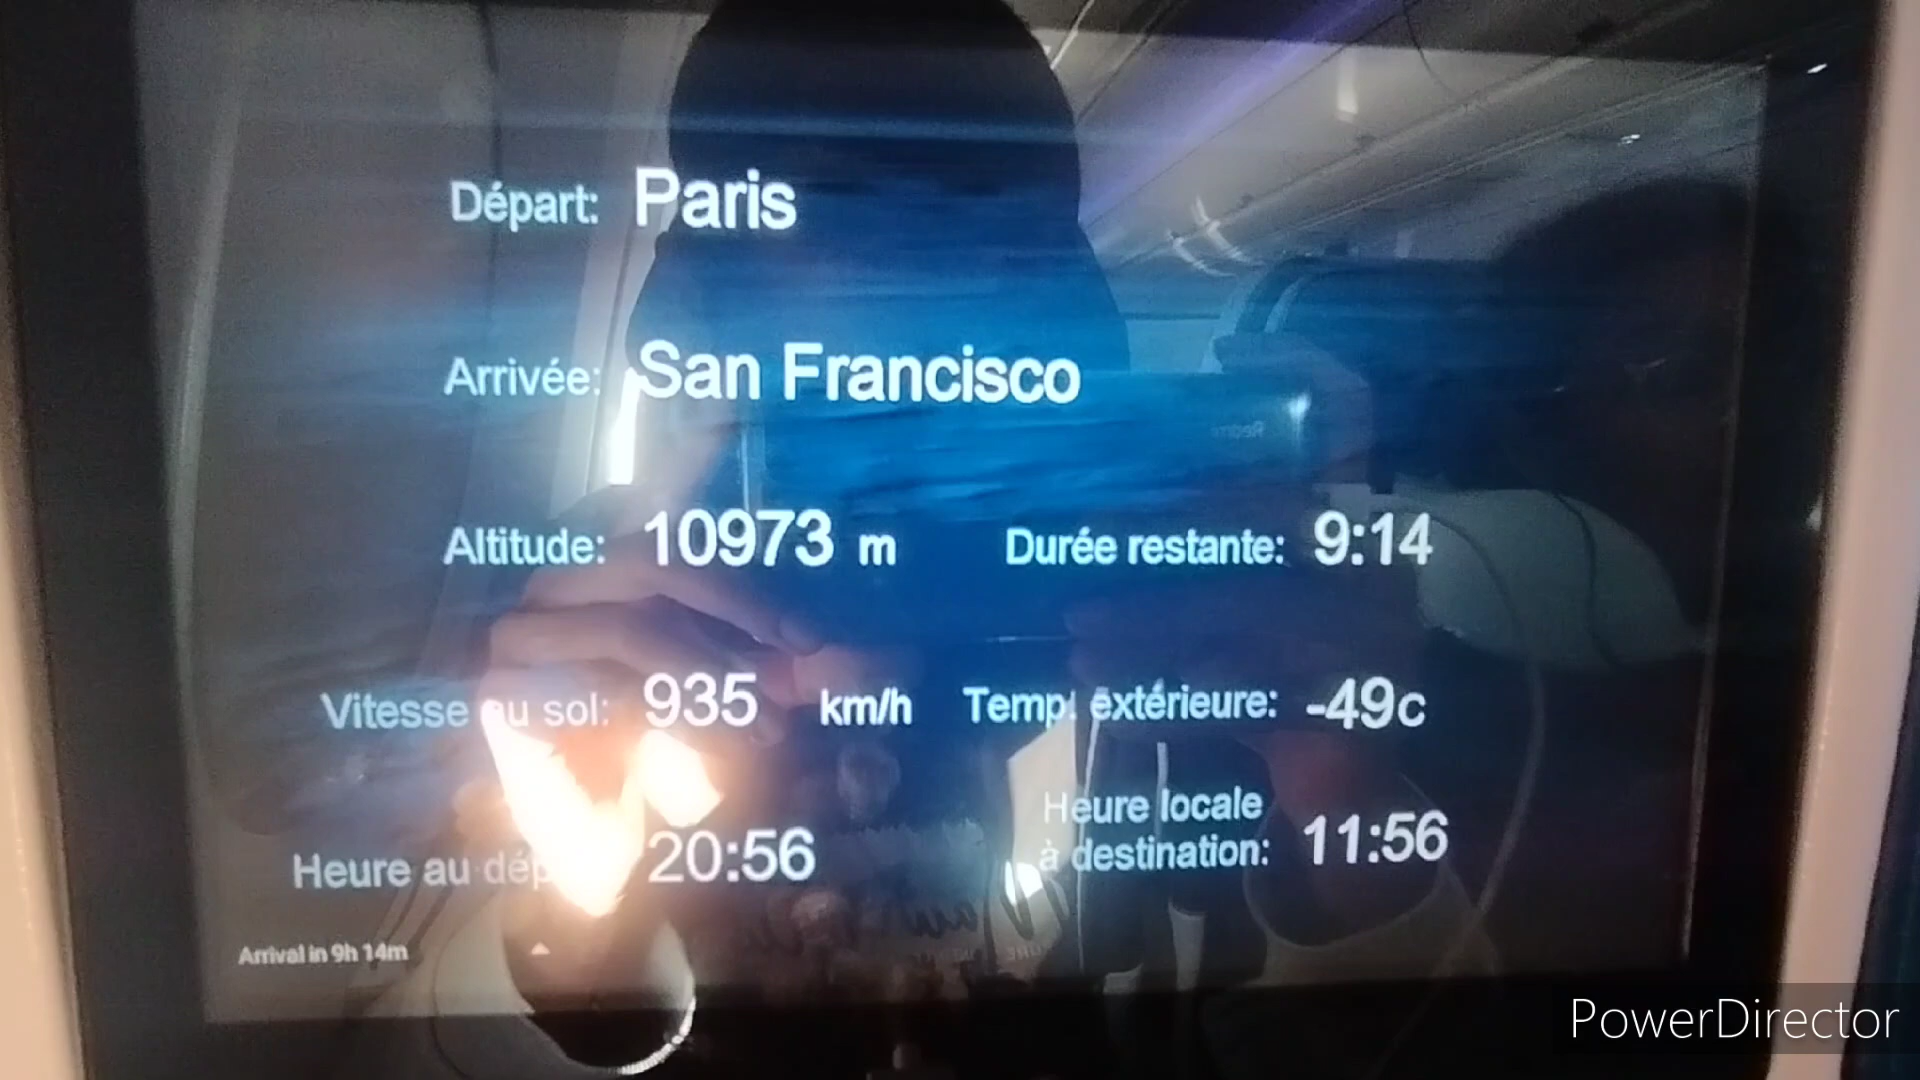 Départ: Paris
Arrivée: San Francisco
Altitude: 10973 m Durée restante: 9:14
Vitesse au sol: 935 km/h Temp. extérieure: -49c
Heure au 20:56 Heure locale à destination: 11:56
Arrival in 9h 14m
PowerDirector